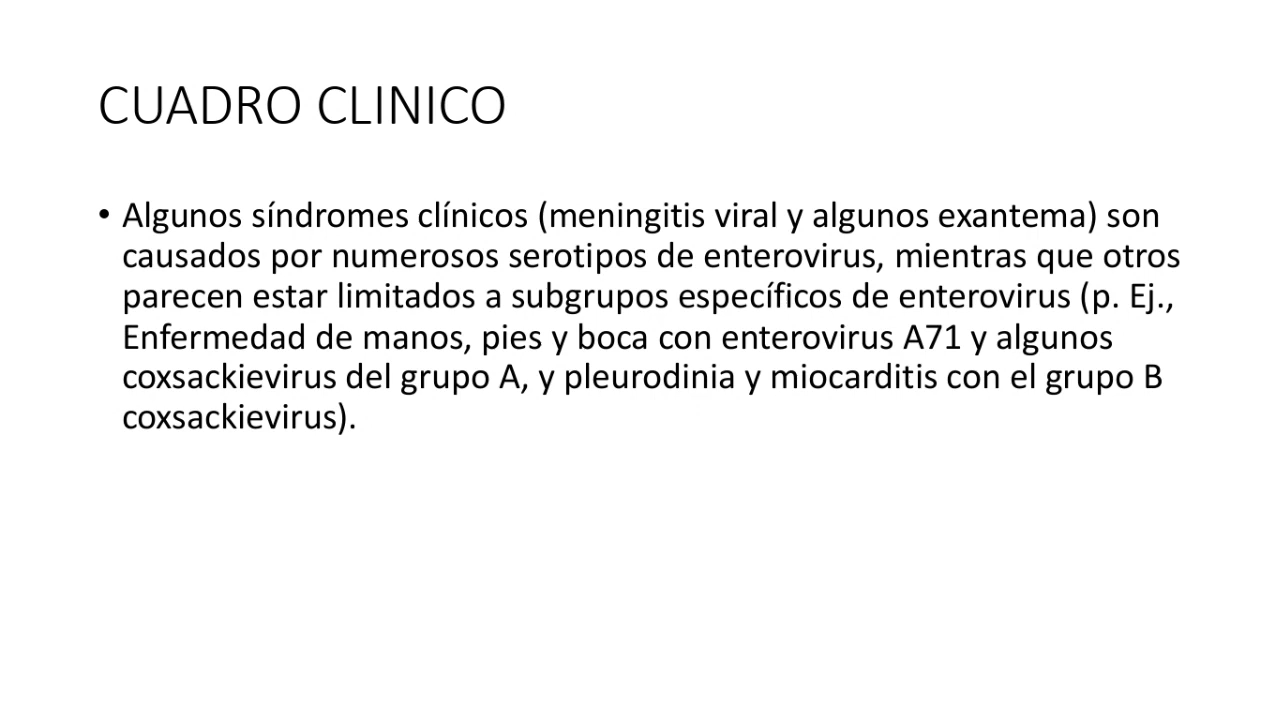 CUADRO CLINICO
• Algunos síndromes clínicos (meningitis viral y algunos exantema) son
causados por numerosos serotipos de enterovirus, mientras que otros
parecen estar limitados a subgrupos específicos de enterovirus (p. Ej.,
Enfermedad de manos, pies y boca con enterovirus A71 y algunos
coxsackievirus del grupo A, y pleurodinia y miocarditis con el grupo B
coxsackievirus).